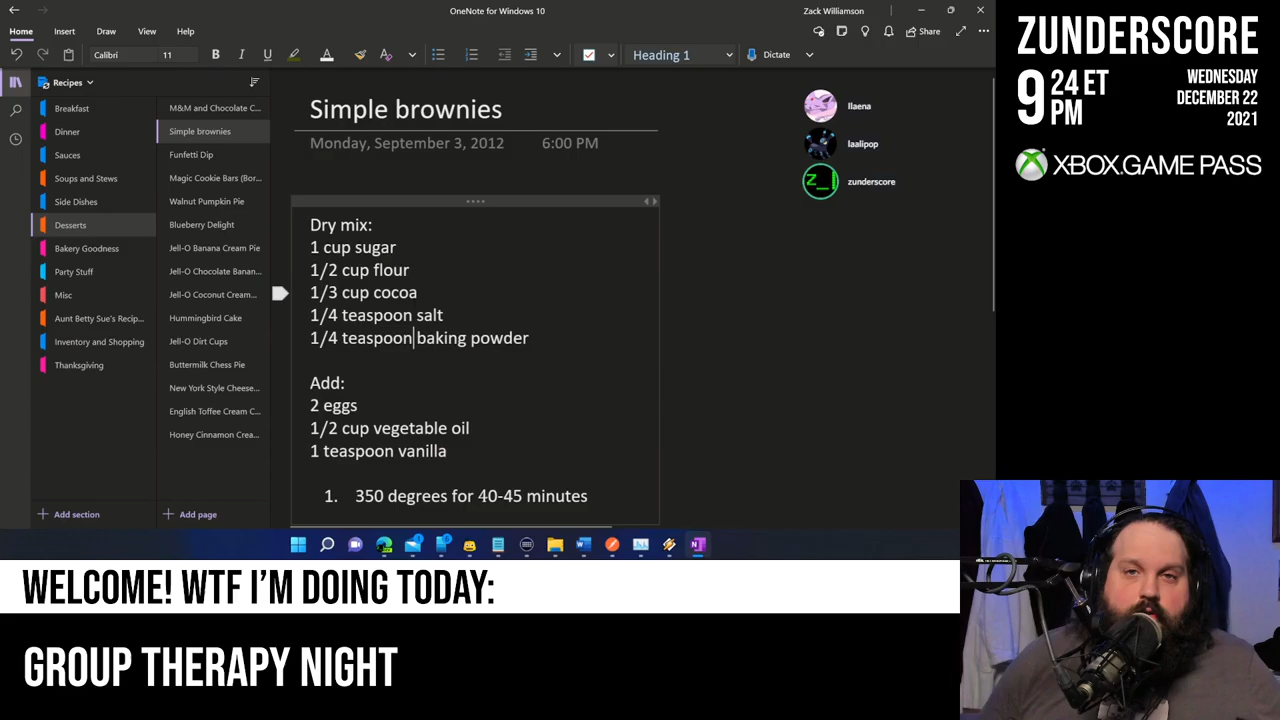 OneNote for Windows 10
Zack Williamson
Home
Insert
Draw
View
Help
Share
Calibri
11
B
I
U
A
Heading 1
Dictate
Recipes
Breakfast
Dinner
Sauces
Soups and Stews
Side Dishes
Desserts
Bakery Goodness
Party Stuff
Misc
Aunt Betty Sue's Recip...
Inventory and Shopping
Thanksgiving
Add section
M&M and Chocolate C...
Simple brownies
Funfetti Dip
Magic Cookie Bars (Bor...
Walnut Pumpkin Pie
Blueberry Delight
Jell-O Banana Cream Pie
Jell-O Chocolate Banan...
Jell-O Coconut Cream...
Hummingbird Cake
Jell-O Dirt Cups
Buttermilk Chess Pie
New York Style Cheese...
English Toffee Cream C...
Honey Cinnamon Crea...
Add page
Simple brownies
Monday, September 3, 2012 6:00 PM
Dry mix:
1 cup sugar
1/2 cup flour
1/3 cup cocoa
1/4 teaspoon salt
1/4 teaspoon baking powder
Add:
2 eggs
1/2 cup vegetable oil
1 teaspoon vanilla
1. 350 degrees for 40-45 minutes
laalipop
zunderscore
Z_
ZUNDERSCORE
9 24 ET
PM
WEDNESDAY
DECEMBER 22
2021
XBOX GAME PASS
WELCOME! WTF I'M DOING TODAY:
GROUP THERAPY NIGHT